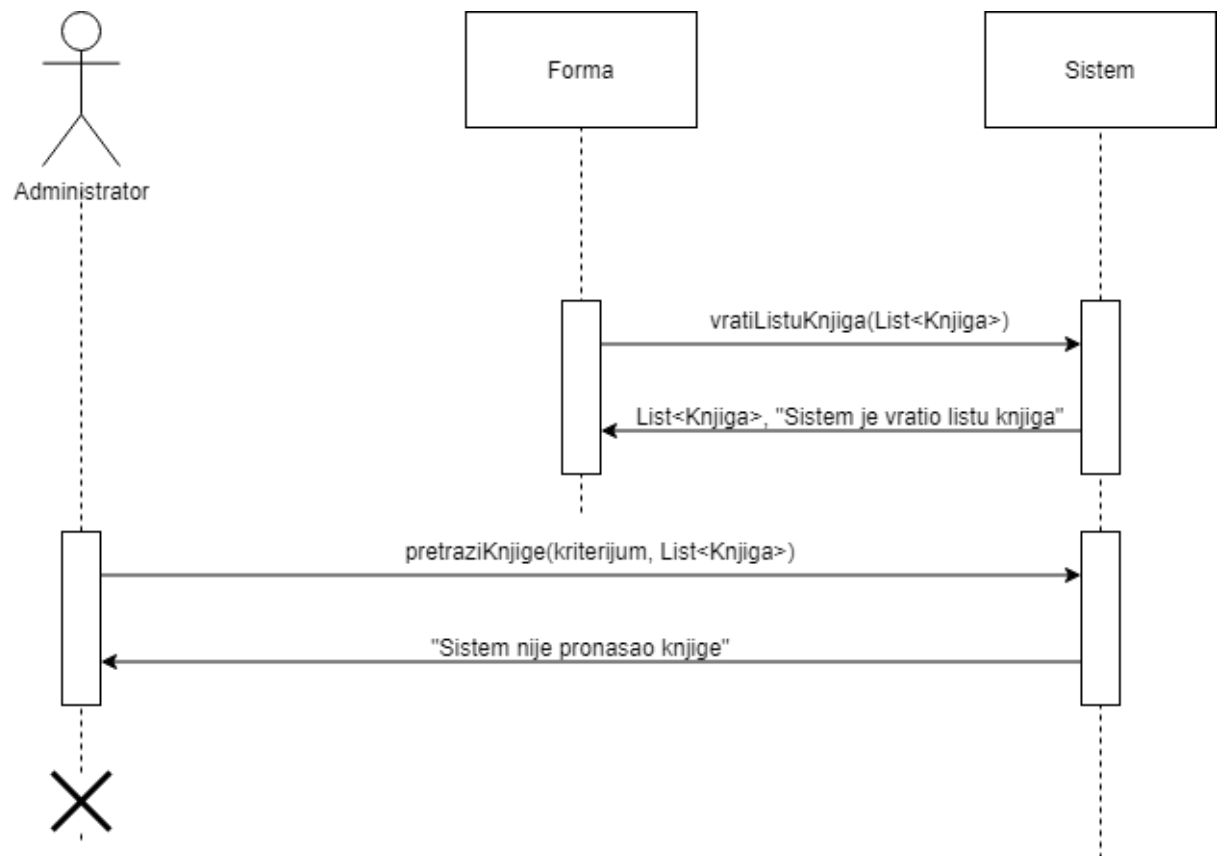 Forma
Sistem
Administrator
vratiListuKnjiga(List<Knjiga>)
List<Knjiga>, "Sistem je vratio listu knjiga"
pretraziKnjige(kriterijum, List<Knjiga>)
"Sistem nije pronasao knjige"